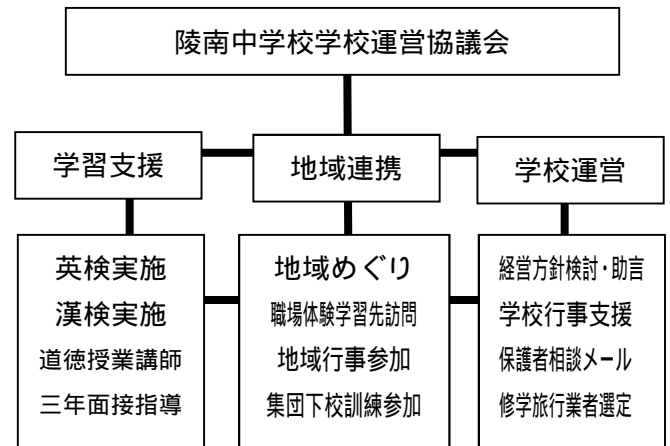 陵南中学校学校運営協議会
学習支援
地域連携
学校運営
英検実施
漢検実施
道徳授業講師
三年面接指導
地域めぐり
職場体験学習先訪問
地域行事参加
集団下校訓練参加
経営方針検討・助言
学校行事支援
保護者相談メール
修学旅行業者選定